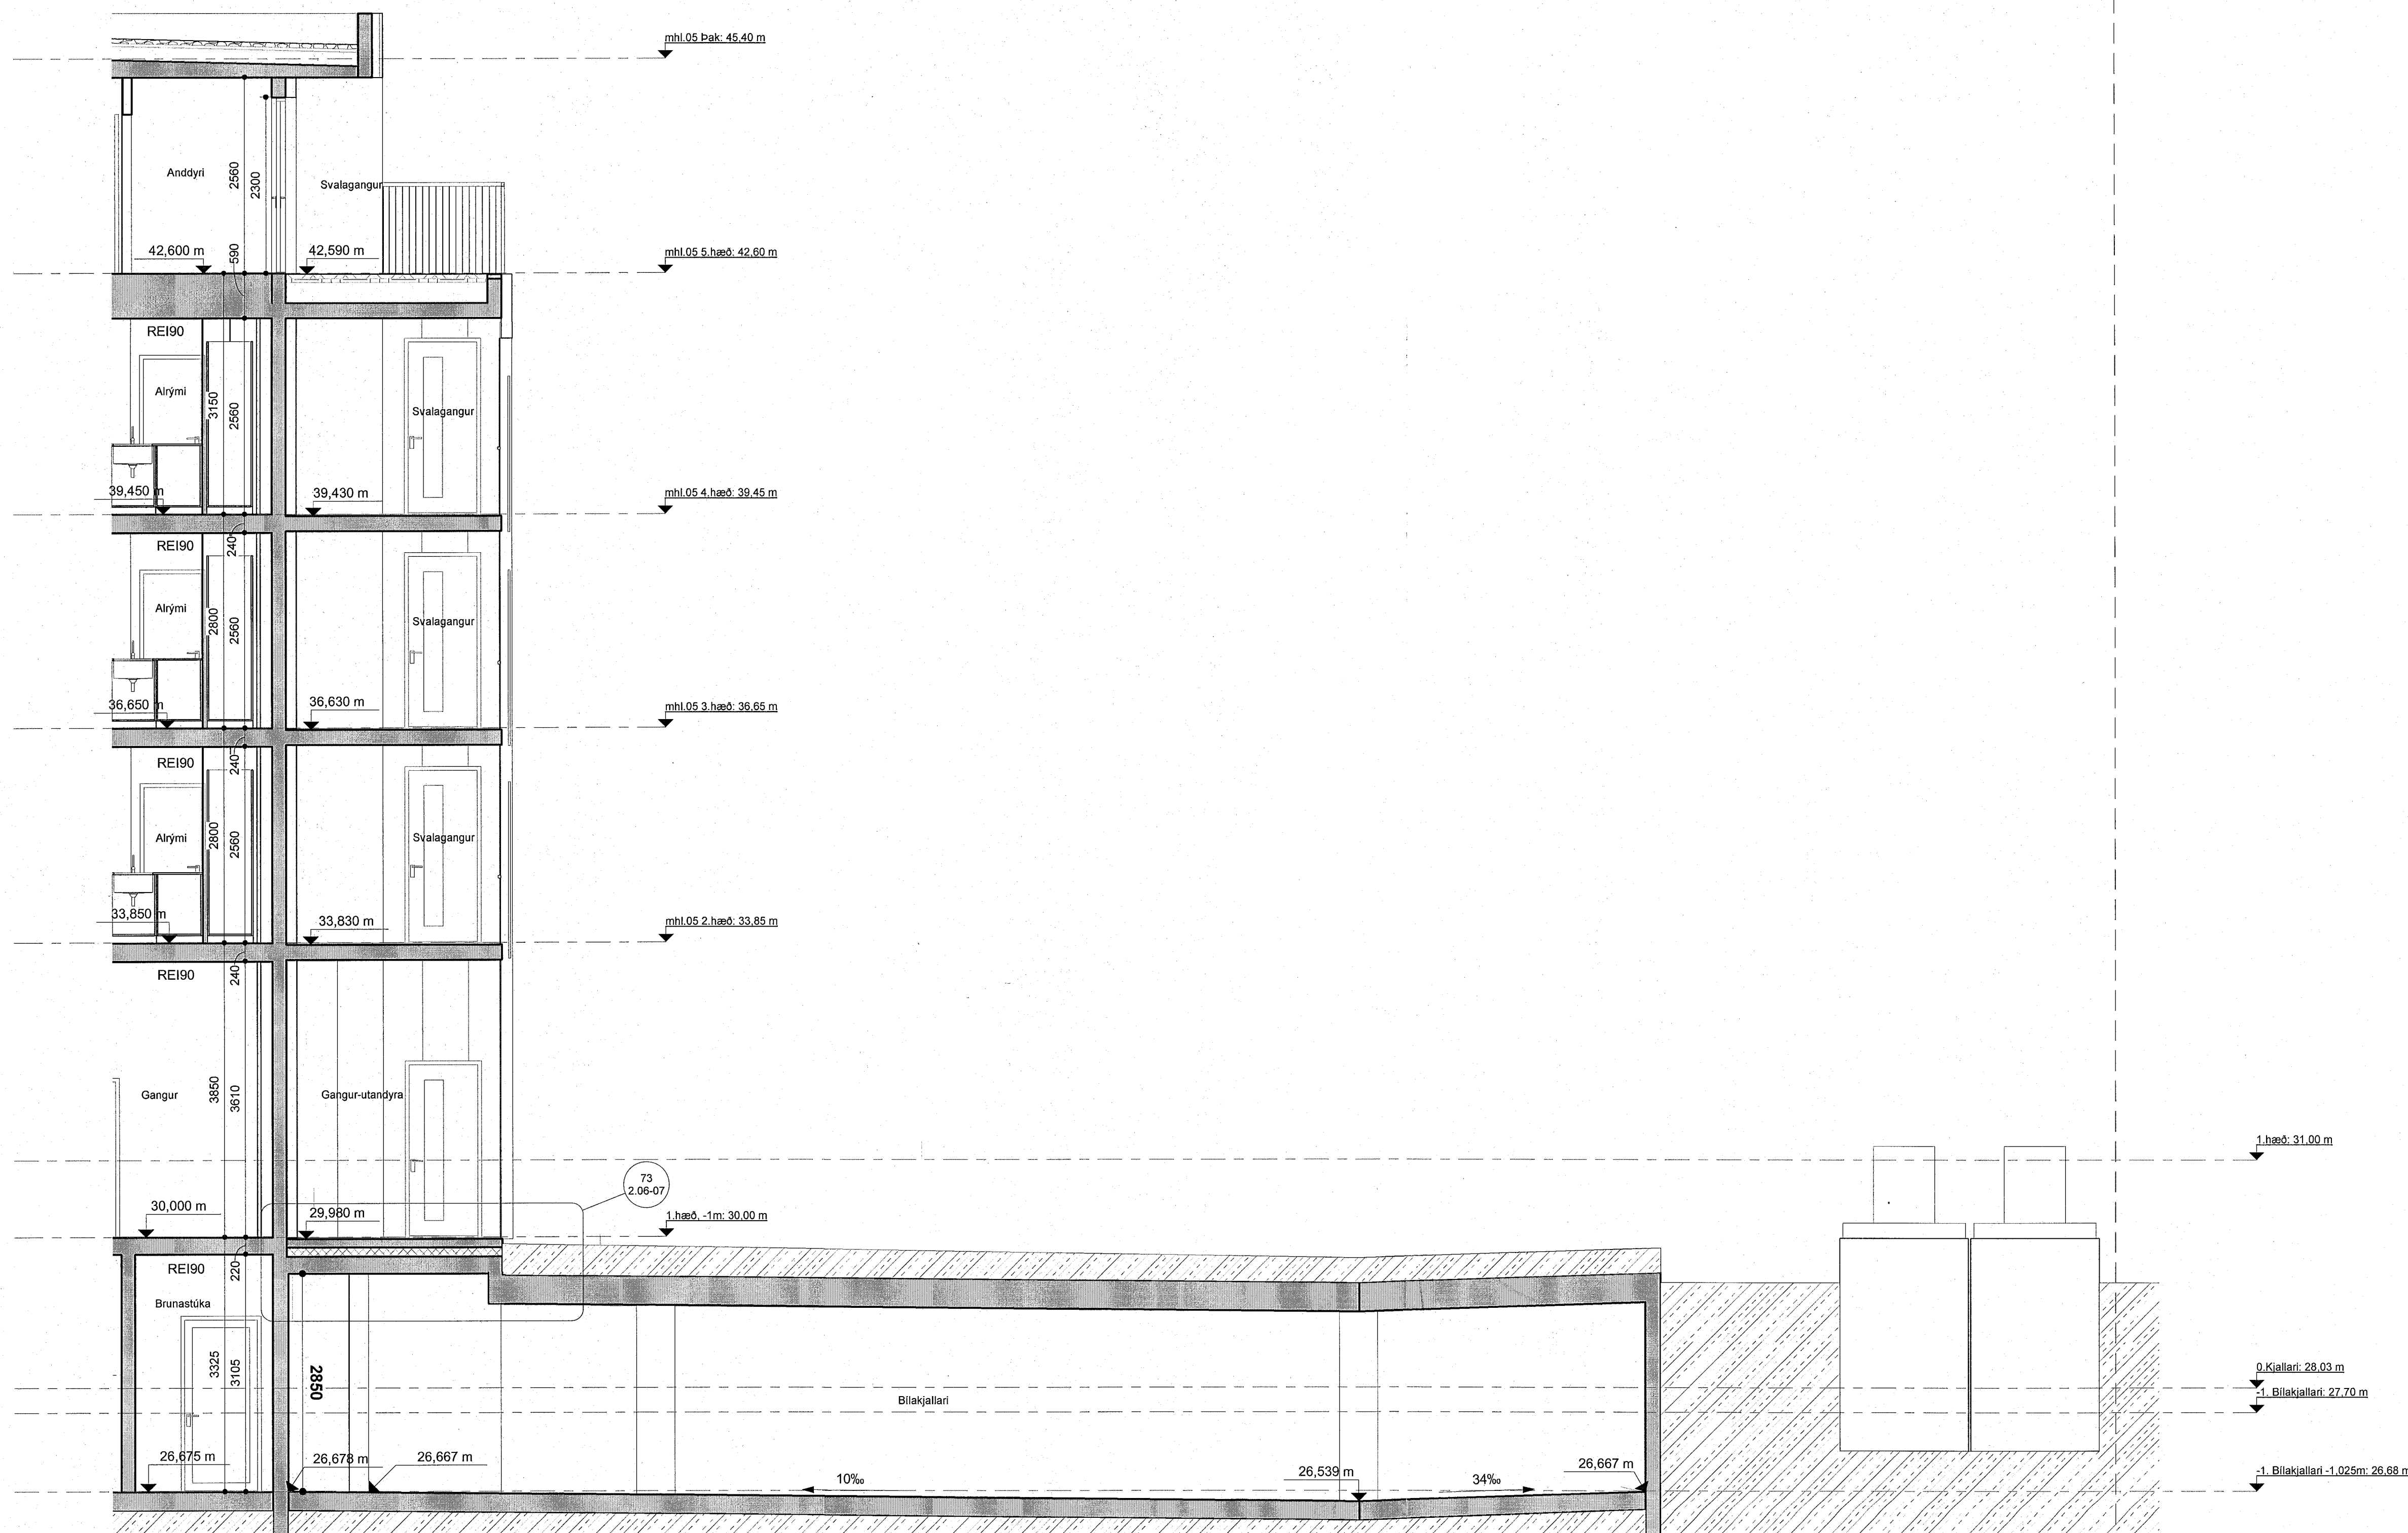 mhl.05 Þak: 45,40 m
Anddyri
2560
2300
Svalagangur
42,600 m
590
42,590 m
mhl.05 5.hæð: 42,60 m
REI90
Alrými
3150
2560
Svalagangur
39,450 m
39,430 m
mhl.05 4.hæð: 39,45 m
240
REI90
Alrými
2800
2560
Svalagangur
36,650 m
36,630 m
mhl.05 3.hæð: 36,65 m
240
REI90
Alrými
2800
2560
Svalagangur
33,850 m
33,830 m
mhl.05 2.hæð: 33,85 m
240
REI90
Gangur
3850
3610
Gangur-utandyra
1.hæð: 31,00 m
73
2.06-07
30,000 m
29,980 m
1.hæð, -1m: 30,00 m
220
REI90
Brunastúka
3325
3105
2850
Bílakjallari
0.Kjallari: 28,03 m
-1. Bílakjallari: 27,70 m
26,675 m
26,678 m
26,667 m
10‰
26,539 m
34‰
26,667 m
-1. Bílakjallari -1,025m: 26,68 m